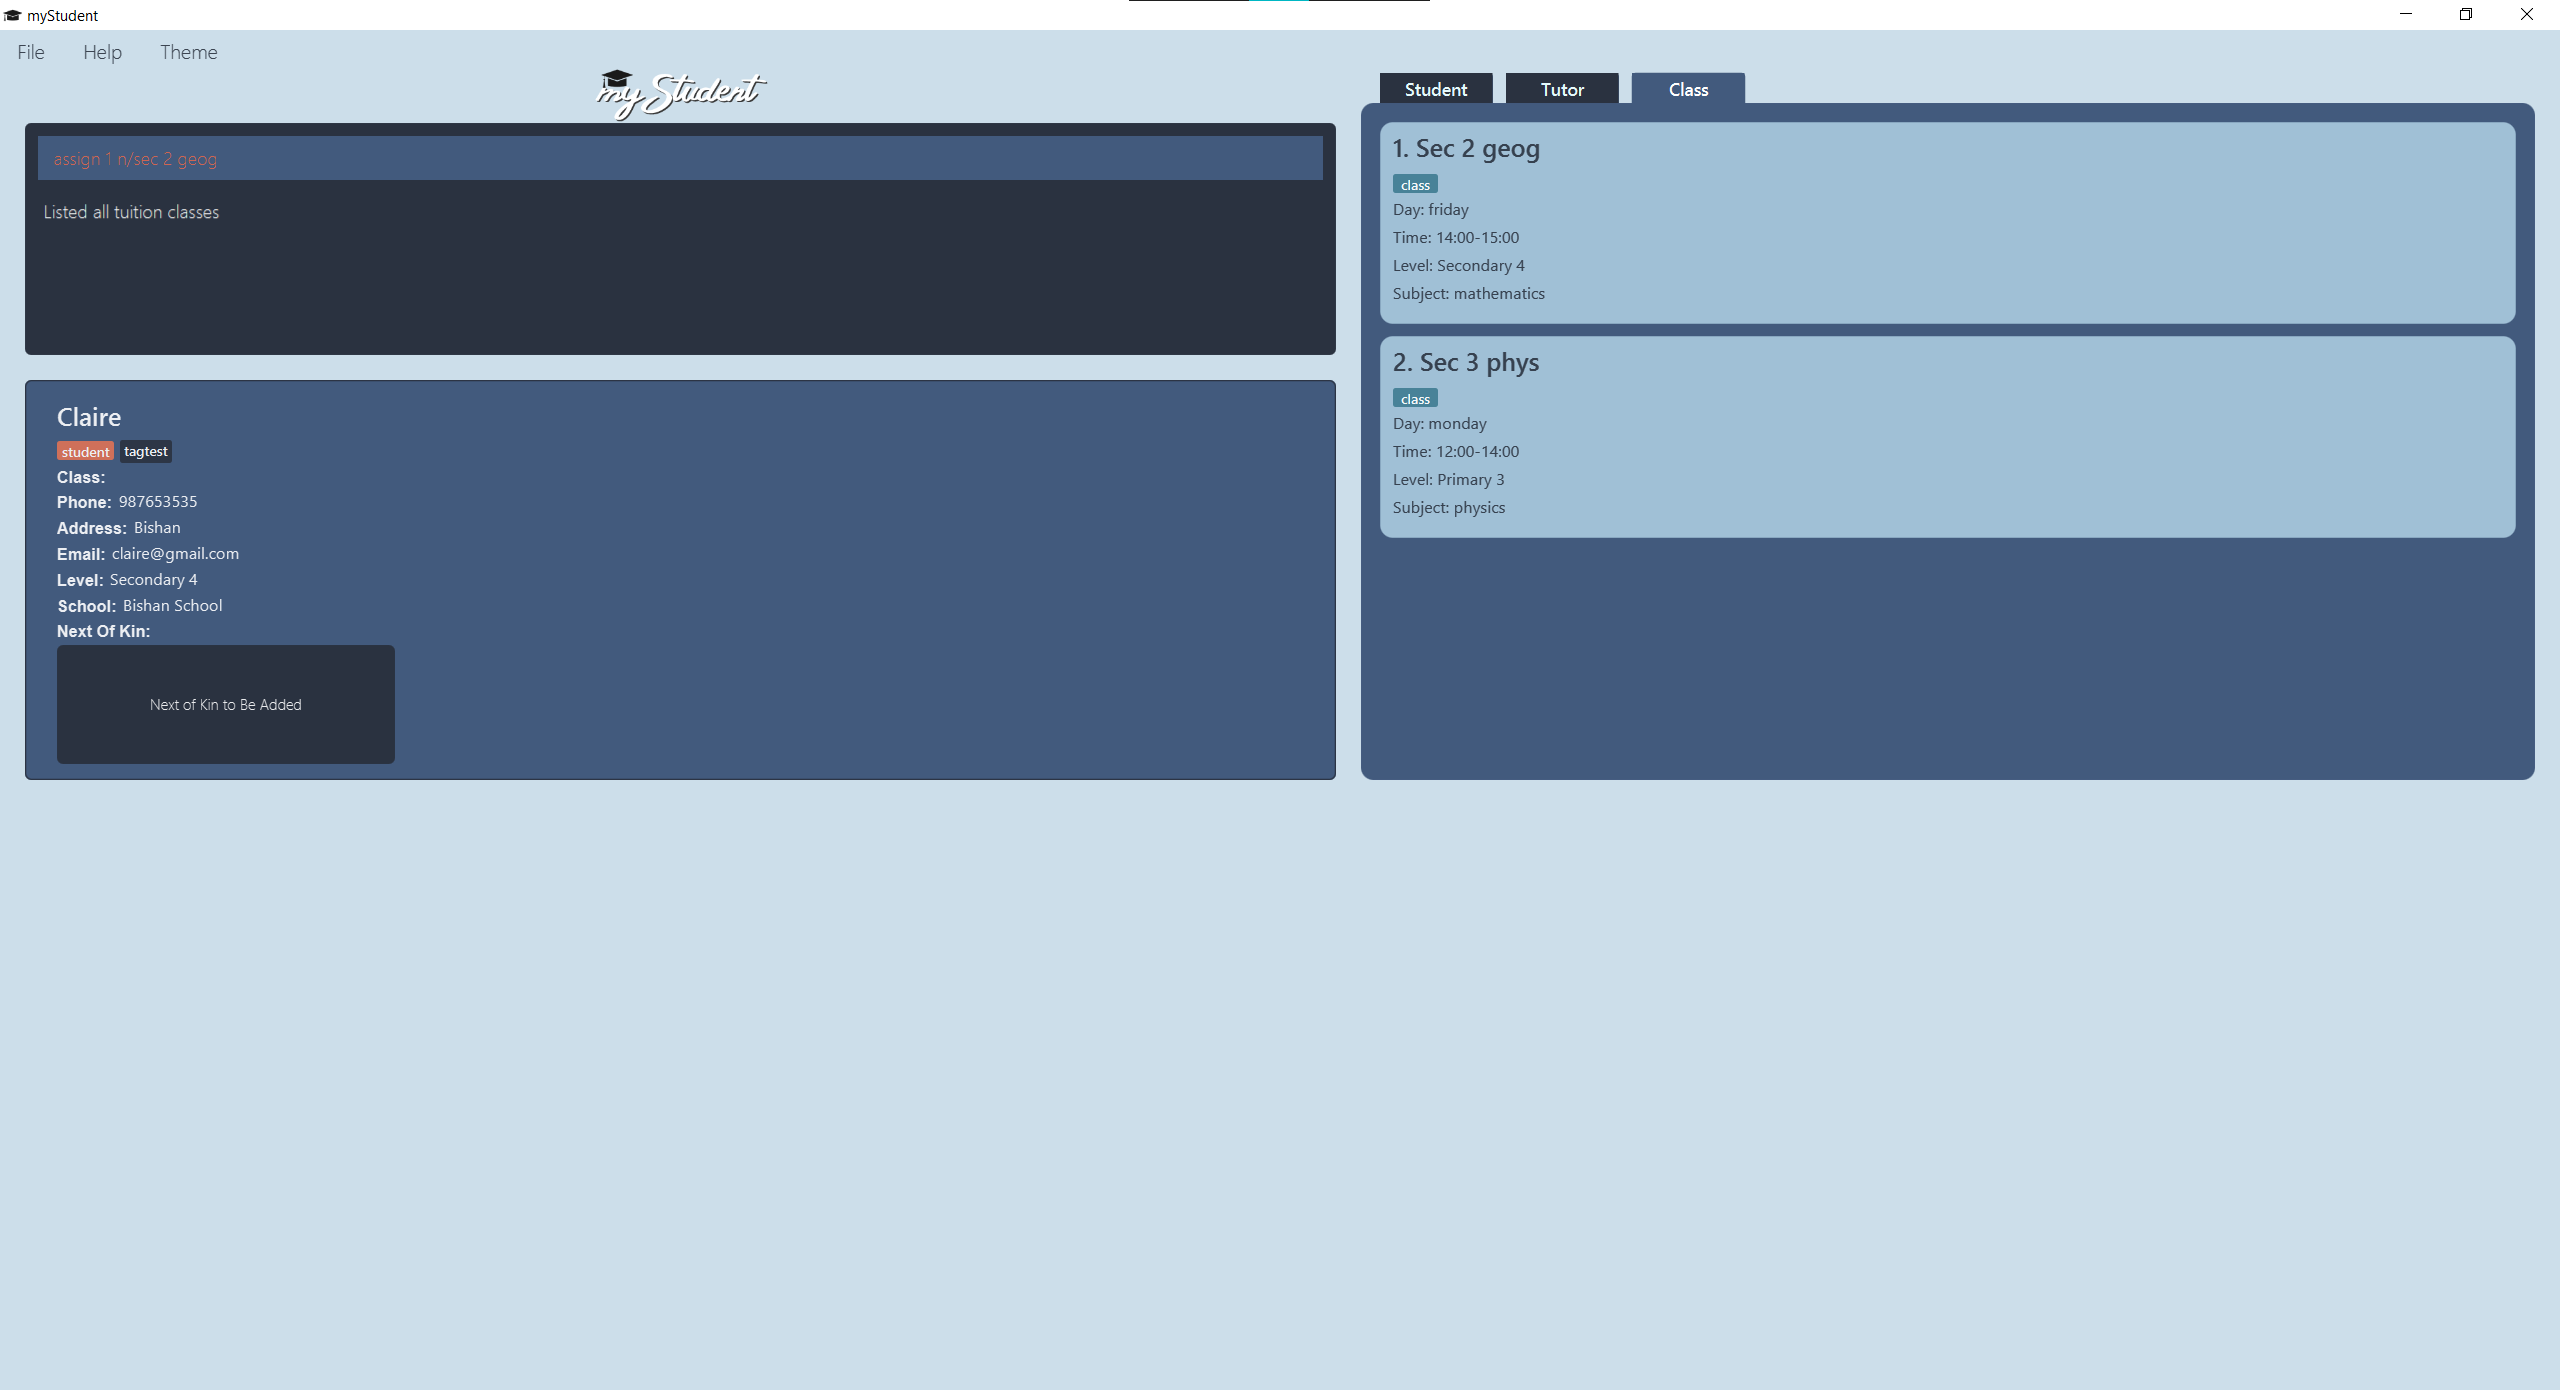 myStudent
File Help Theme
myStudent
assign 1 n/sec 2 geog
Listed all tuition classes
Claire
student tagtest
Class:
Phone: 987653535
Address: Bishan
Email: claire@gmail.com
Level: Secondary 4
School: Bishan School
Next Of Kin:
Next of Kin to Be Added
Student Tutor Class
1. Sec 2 geog
class
Day: friday
Time: 14:00-15:00
Level: Secondary 4
Subject: mathematics
2. Sec 3 phys
class
Day: monday
Time: 12:00-14:00
Level: Primary 3
Subject: physics